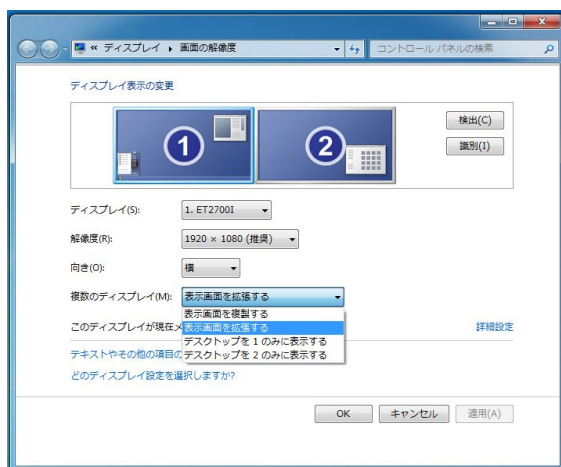 « ディスプレイ ▸ 画面の解像度
コントロール パネルの検索
ディスプレイ表示の変更
1
2
検出(C)
識別(I)
ディスプレイ(S): 1. ET2700I
解像度(R): 1920 × 1080 (推奨)
向き(O): 横
複数のディスプレイ(M): 表示画面を拡張する
表示画面を複製する
このディスプレイが現在メ 表示画面を拡張する 詳細設定
デスクトップを 1 のみに表示する
テキストやその他の項目の デスクトップを 2 のみに表示する
どのディスプレイ設定を選択しますか?
OK キャンセル 適用(A)